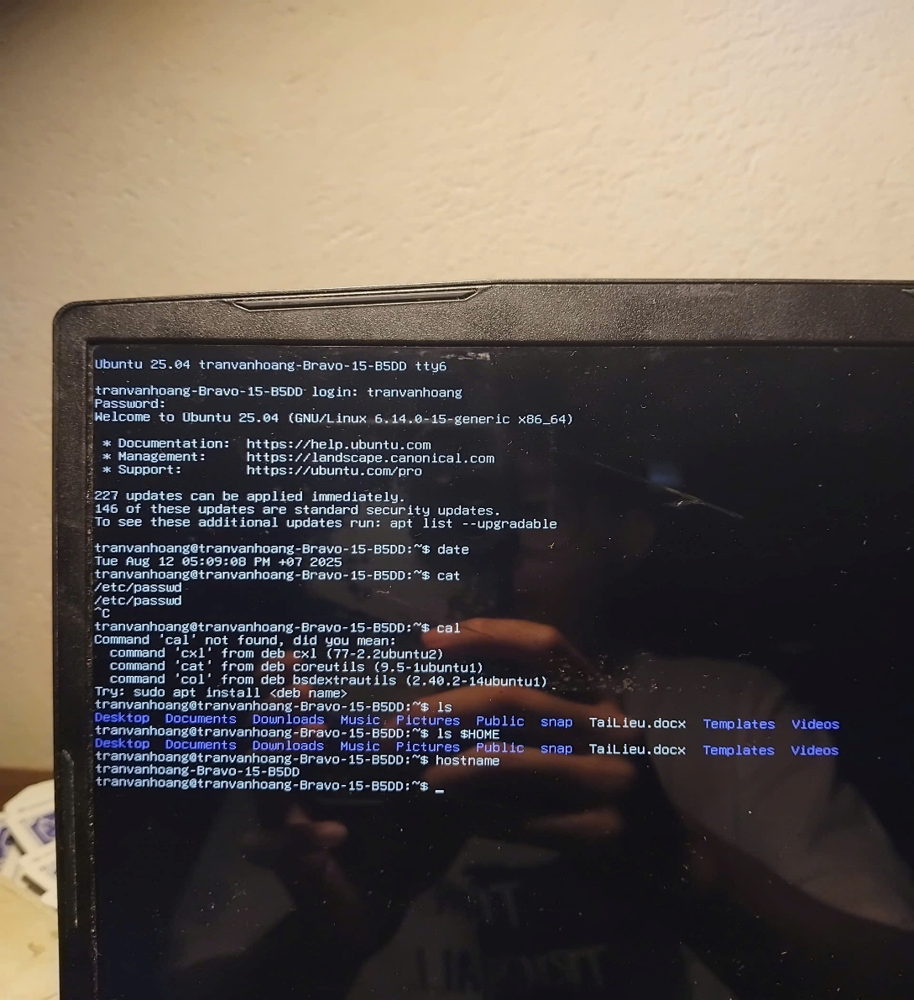 Ubuntu 25.04 tranvanhoang-Bravo-15-B5DD tty6
tranvanhoang-Bravo-15-B5DD login: tranvanhoang
Password:
Welcome to Ubuntu 25.04 (GNU/Linux 6.14.0-15-generic x86_64)
* Documentation: https://help.ubuntu.com
* Management: https://landscape.canonical.com
* Support: https://ubuntu.com/pro
227 updates can be applied immediately.
146 of these updates are standard security updates.
To see these additional updates run: apt list --upgradable
tranvanhoang@tranvanhoang-Bravo-15-B5DD:~$ date
Tue Aug 12 05:09:08 PM +07 2025
tranvanhoang@tranvanhoang-Bravo-15-B5DD:~$ cat
/etc/passwd
/etc/passwd
^C
tranvanhoang@tranvanhoang-Bravo-15-B5DD:~$ cal
Command 'cal' not found, did you mean:
command 'cxl' from deb cxl (77-2.2ubuntu2)
command 'cat' from deb coreutils (9.5-1ubuntu1)
command 'col' from deb bsdextrautils (2.40.2-14ubuntu1)
Try: sudo apt install <deb name>
tranvanhoang@tranvanhoang-Bravo-15-B5DD:~$ ls
Desktop Documents Downloads Music Pictures Public snap TaiLieu.docx Templates Videos
tranvanhoang@tranvanhoang-Bravo-15-B5DD:~$ ls $HOME
Desktop Documents Downloads Music Pictures Public snap TaiLieu.docx Templates Videos
tranvanhoang@tranvanhoang-Bravo-15-B5DD:~$ hostname
tranvanhoang-Bravo-15-B5DD
tranvanhoang@tranvanhoang-Bravo-15-B5DD:~$ _